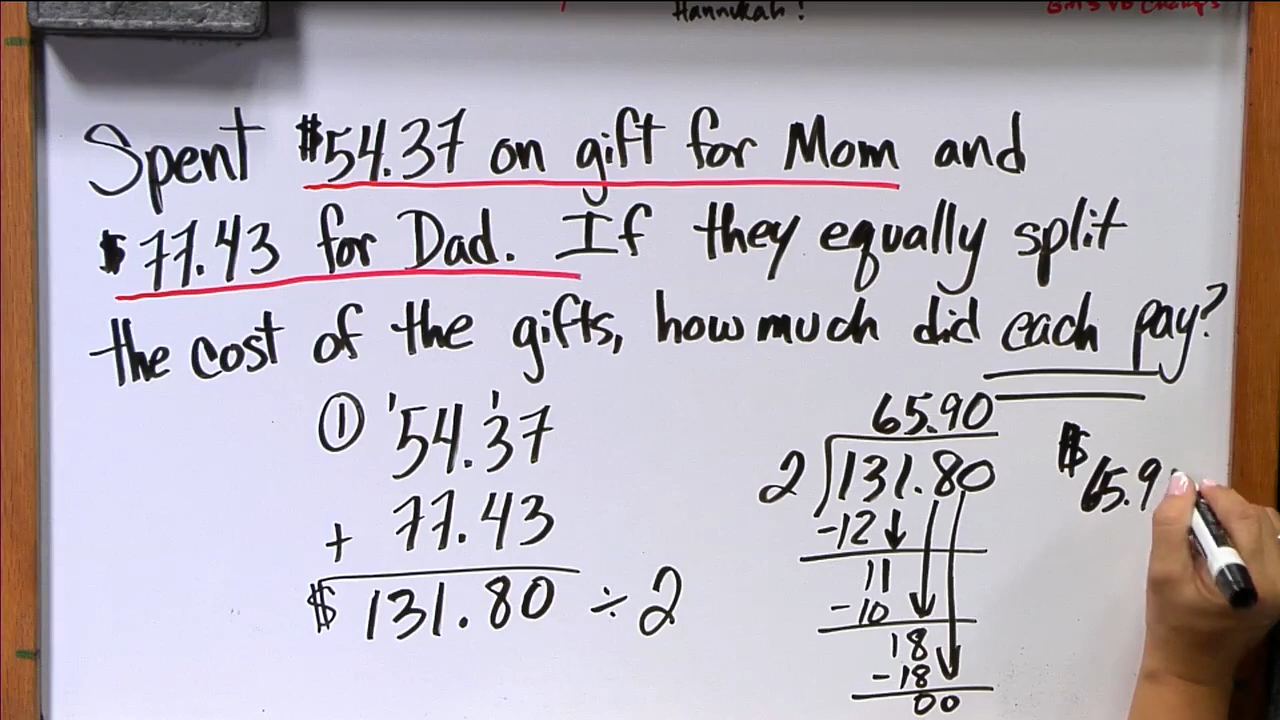 Hannukah!
Spent $54.37 on gift for Mom and
$77.43 for Dad. If they equally split
the cost of the gifts, how much did each pay?
① 54.37
1 1
+ 77.43
$131.80 ÷ 2
65.90
2 131.80
-12
11
-10
18
-18
00
$65.9